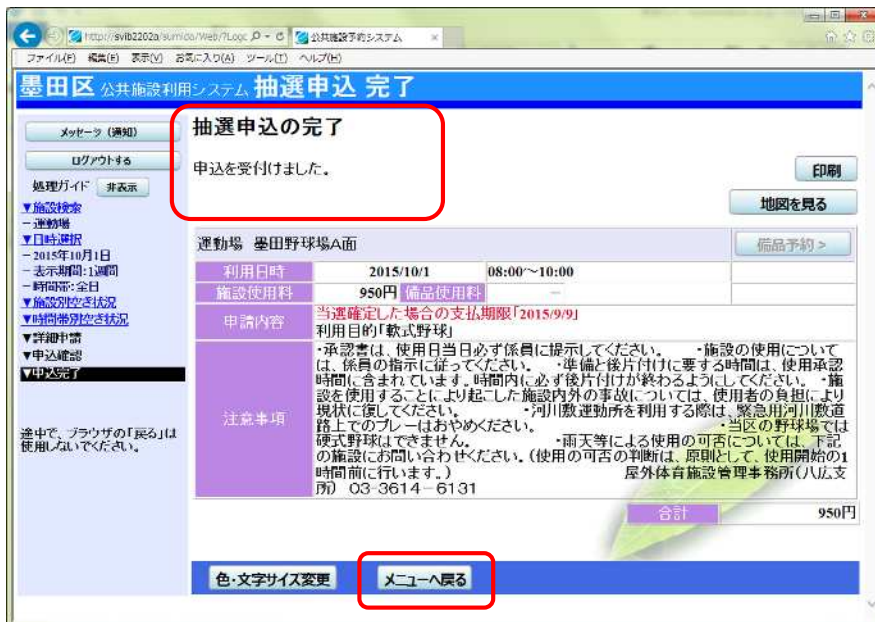 http://svib2202a/sumida/Web/?Logc
公共施設予約システム
ファイル(F) 編集(E) 表示(V) お気に入り(A) ツール(T) ヘルプ(H)
墨田区 公共施設利用システム 抽選申込 完了
メッセージ（通知）
ログアウトする
処理ガイド 非表示
▼施設検索
－運動場
▼日時選択
－2015年10月1日
－表示期間:1週間
－時間帯:全日
▼施設別空き状況
▼時間帯別空き状況
▼詳細申請
▼申込確認
▼申込完了
途中で、ブラウザの「戻る」は
使用しないでください。
抽選申込の完了
申込を受付けました。
印刷
地図を見る
運動場 墨田野球場A面
備品予約 >
利用日時 2015/10/1 08:00～10:00
施設使用料 950円 備品使用料 －
申請内容
当選確定した場合の支払期限「2015/9/9」
利用目的「軟式野球」
注意事項
・承認書は、使用日当日必ず係員に提示してください。 ・施設の使用について
は、係員の指示に従ってください。 ・準備と後片付けに要する時間は、使用承認
時間に含まれています。時間内に必ず後片付けが終わるようにしてください。 ・施
設を使用することにより起こした施設内外の事故については、使用者の負担により
現状に復してください。 ・河川敷運動所を利用する際は、緊急用河川敷道
路上でのプレーはおやめください。 ・当区の野球場では
硬式野球はできません。 ・雨天等による使用の可否については、下記
の施設にお問い合わせください。（使用の可否の判断は、原則として、使用開始の1
時間前に行います。） 屋外体育施設管理事務所（八広支
所） 03-3614-6131
合計 950円
色・文字サイズ変更
メニューへ戻る